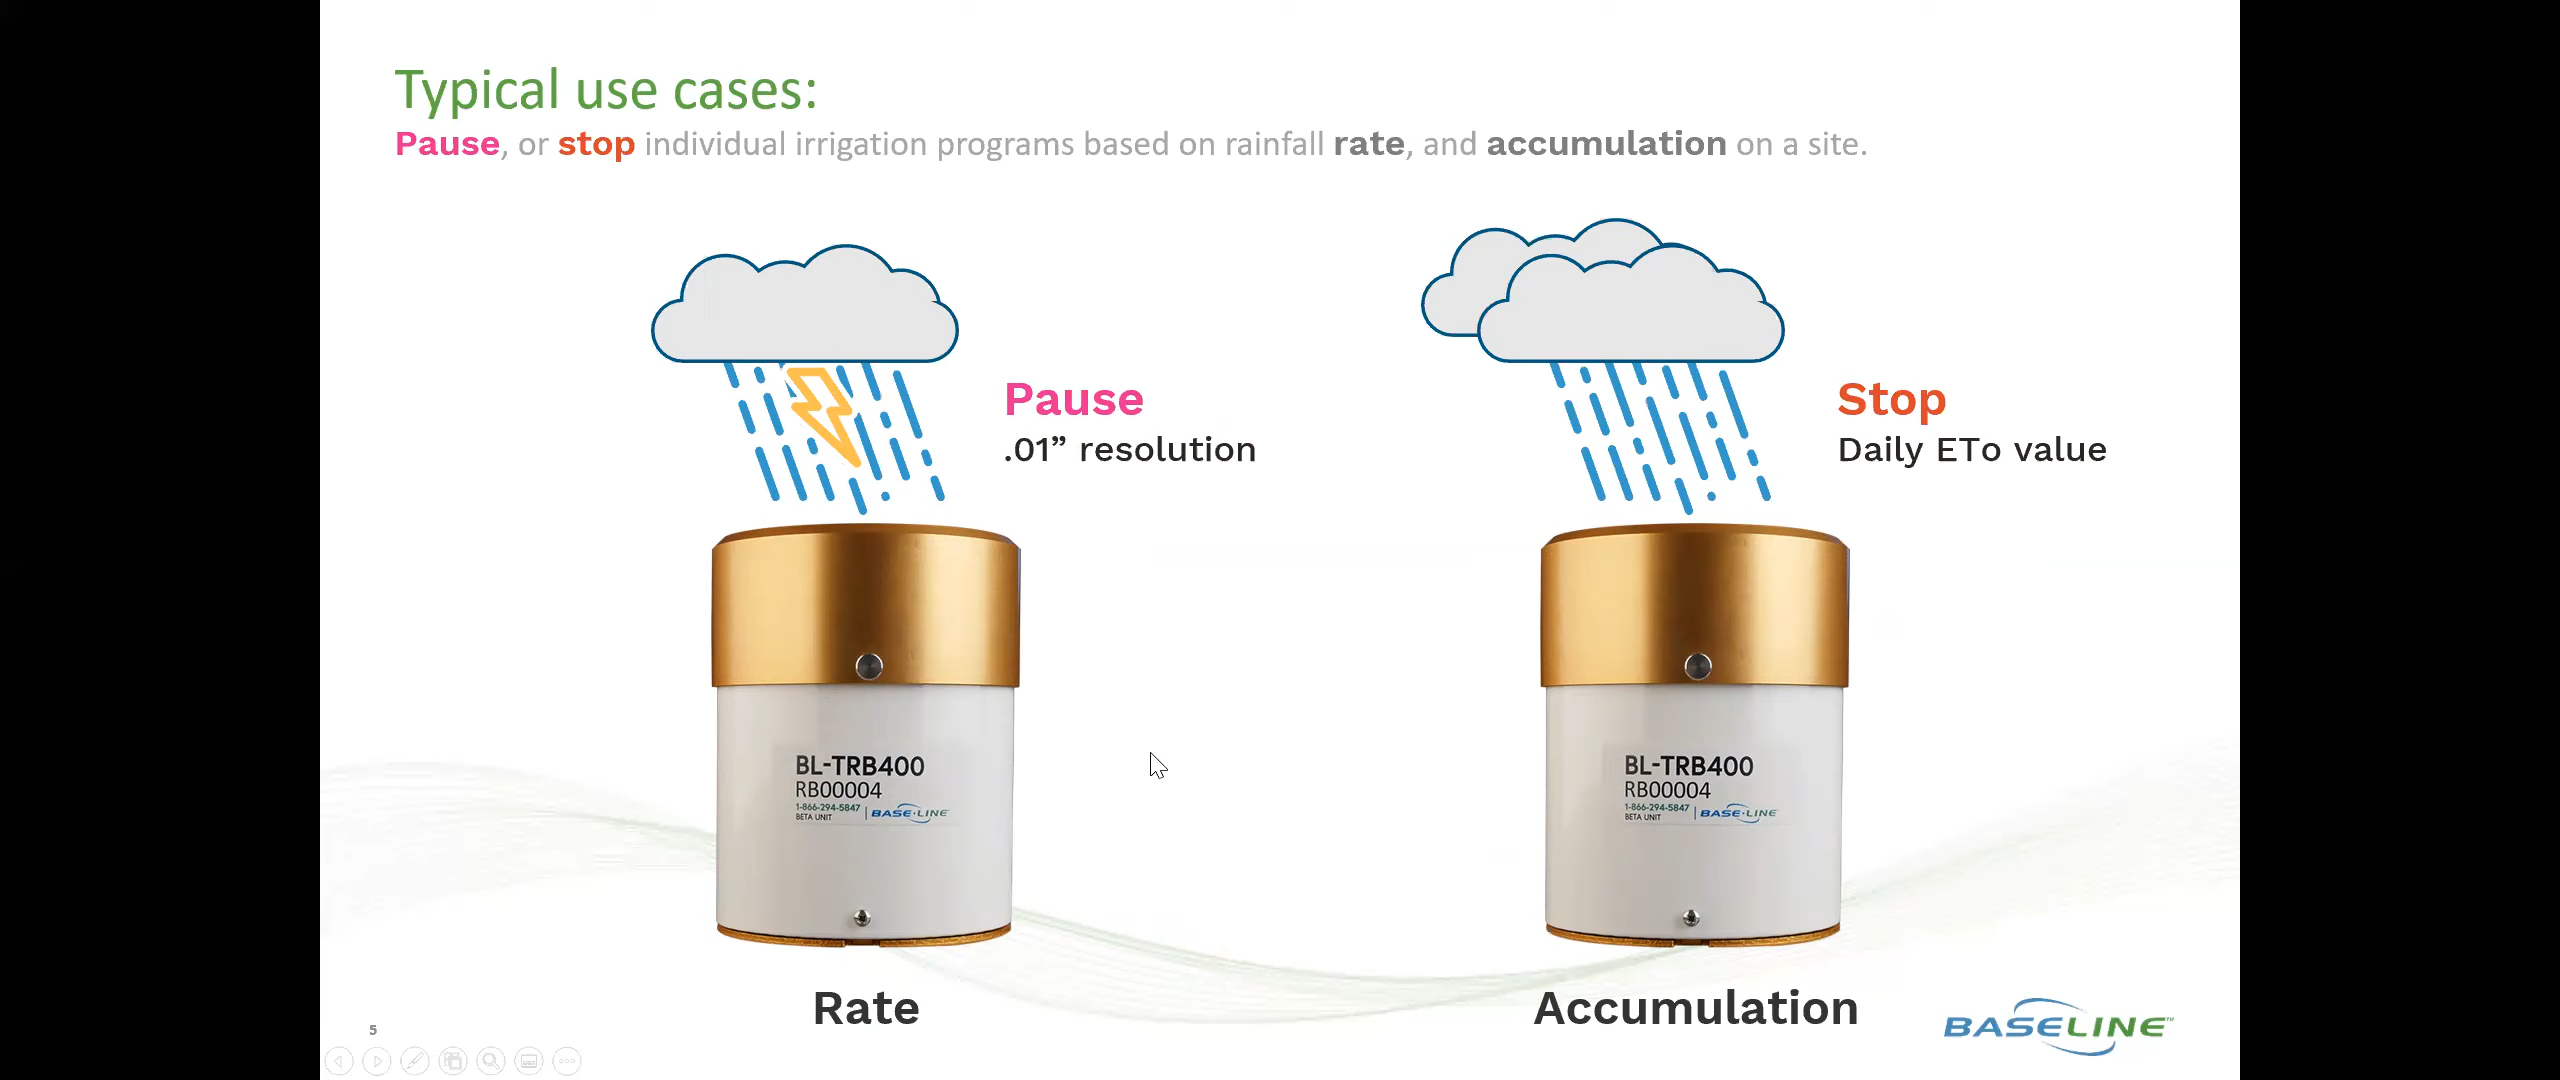 Typical use cases:
Pause, or stop individual irrigation programs based on rainfall rate, and accumulation on a site.
Pause
.01” resolution
Stop
Daily ETo value
BL-TRB400
RB00004
1-866-294-5847
BETA UNIT
BASE·LINE
BL-TRB400
RB00004
1-866-294-5847
BETA UNIT
BASE·LINE
Rate
Accumulation
BASELINE™
5